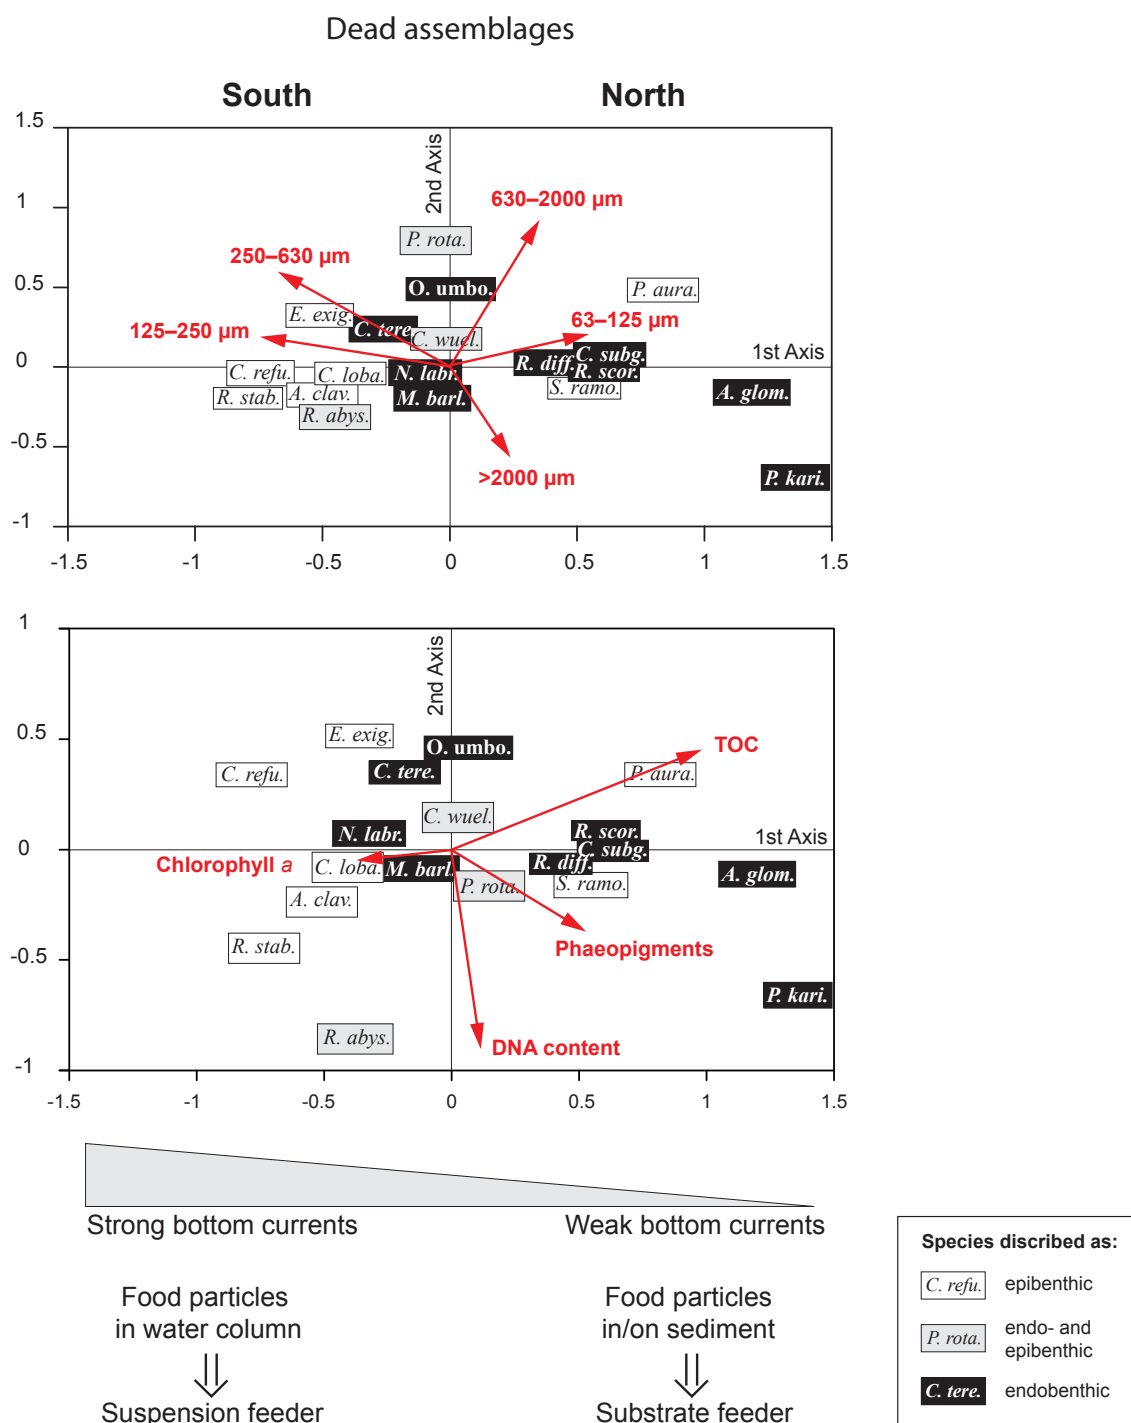 Dead assemblages
South
North
1.5
1
0.5
0
-0.5
-1
2nd Axis
630–2000 µm
P. rota.
250–630 µm
O. umbo.
P. aura.
E. exig.
125–250 µm
C. tere.
C. wuel.
63–125 µm
1st Axis
C. refu.
C. loba.
N. labr.
R. diff.
C. subg.
R. scor.
R. stab.
A. clav.
M. barl.
S. ramo.
A. glom.
R. abys.
>2000 µm
P. kari.
-1.5
-1
-0.5
0
0.5
1
1.5
1
0.5
0
-0.5
-1
2nd Axis
E. exig.
O. umbo.
TOC
C. refu.
C. tere.
P. aura.
C. wuel.
N. labr.
R. scor.
1st Axis
Chlorophyll a
C. loba.
M. barl.
R. diff.
C. subg.
P. rota.
S. ramo.
A. glom.
A. clav.
R. stab.
Phaeopigments
P. kari.
R. abys.
DNA content
-1.5
-1
-0.5
0
0.5
1
1.5
Strong bottom currents
Weak bottom currents
Food particles
in water column
Suspension feeder
Food particles
in/on sediment
Substrate feeder
Species discribed as:
C. refu.
epibenthic
P. rota.
endo- and
epibenthic
C. tere.
endobenthic